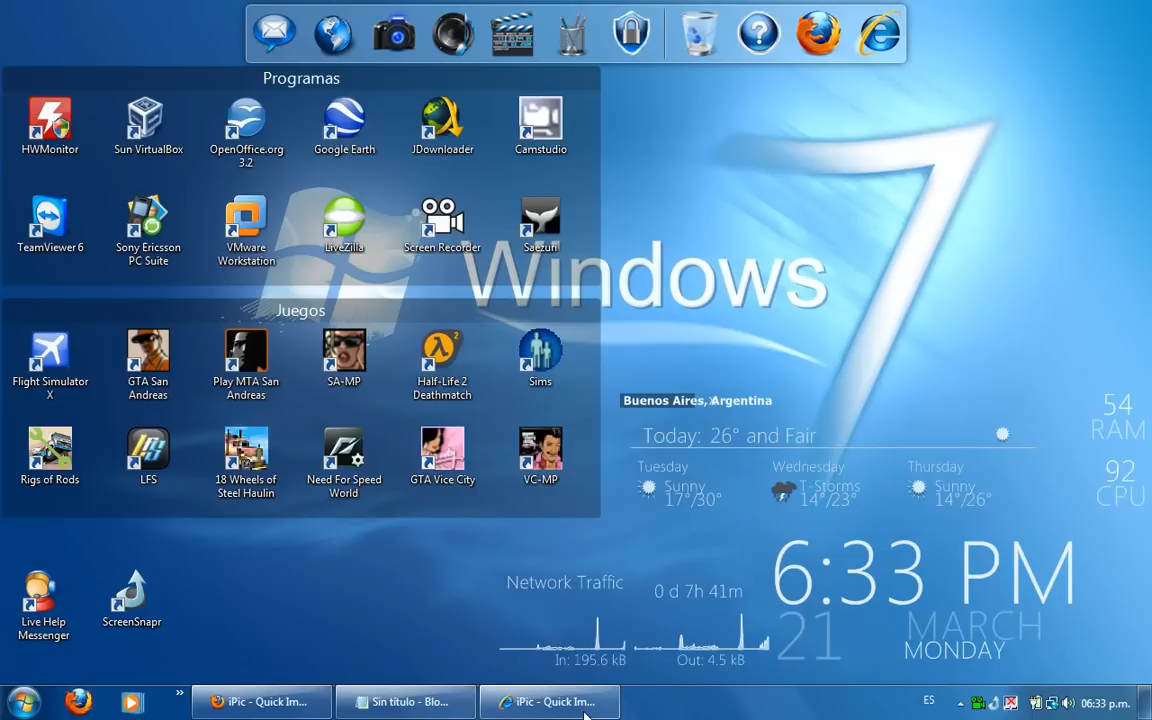 Programas
HWMonitor
Sun VirtualBox
OpenOffice.org
3.2
Google Earth
JDownloader
Camstudio
TeamViewer 6
Sony Ericsson
PC Suite
VMware
Workstation
LiveZilla
Screen Recorder
Saezuri
Windows 7
Juegos
Flight Simulator
X
GTA San
Andreas
Play MTA San
Andreas
SA-MP
Half-Life 2
Deathmatch
Sims
Rigs of Rods
LFS
18 Wheels of
Steel Haulin
Need For Speed
World
GTA Vice City
VC-MP
Buenos Aires, Argentina
Today: 26° and Fair
Tuesday
Sunny
17°/30°
Wednesday
T-Storms
14°/23°
Thursday
Sunny
14°/26°
54
RAM
92
CPU
6:33 PM
21
MARCH
MONDAY
Network Traffic
0 d 7h 41m
In: 195.6 kB
Out: 4.5 kB
Live Help
Messenger
ScreenSnapr
iPic - Quick Im...
Sin título - Blo...
iPic - Quick Im...
ES
06:33 p.m.